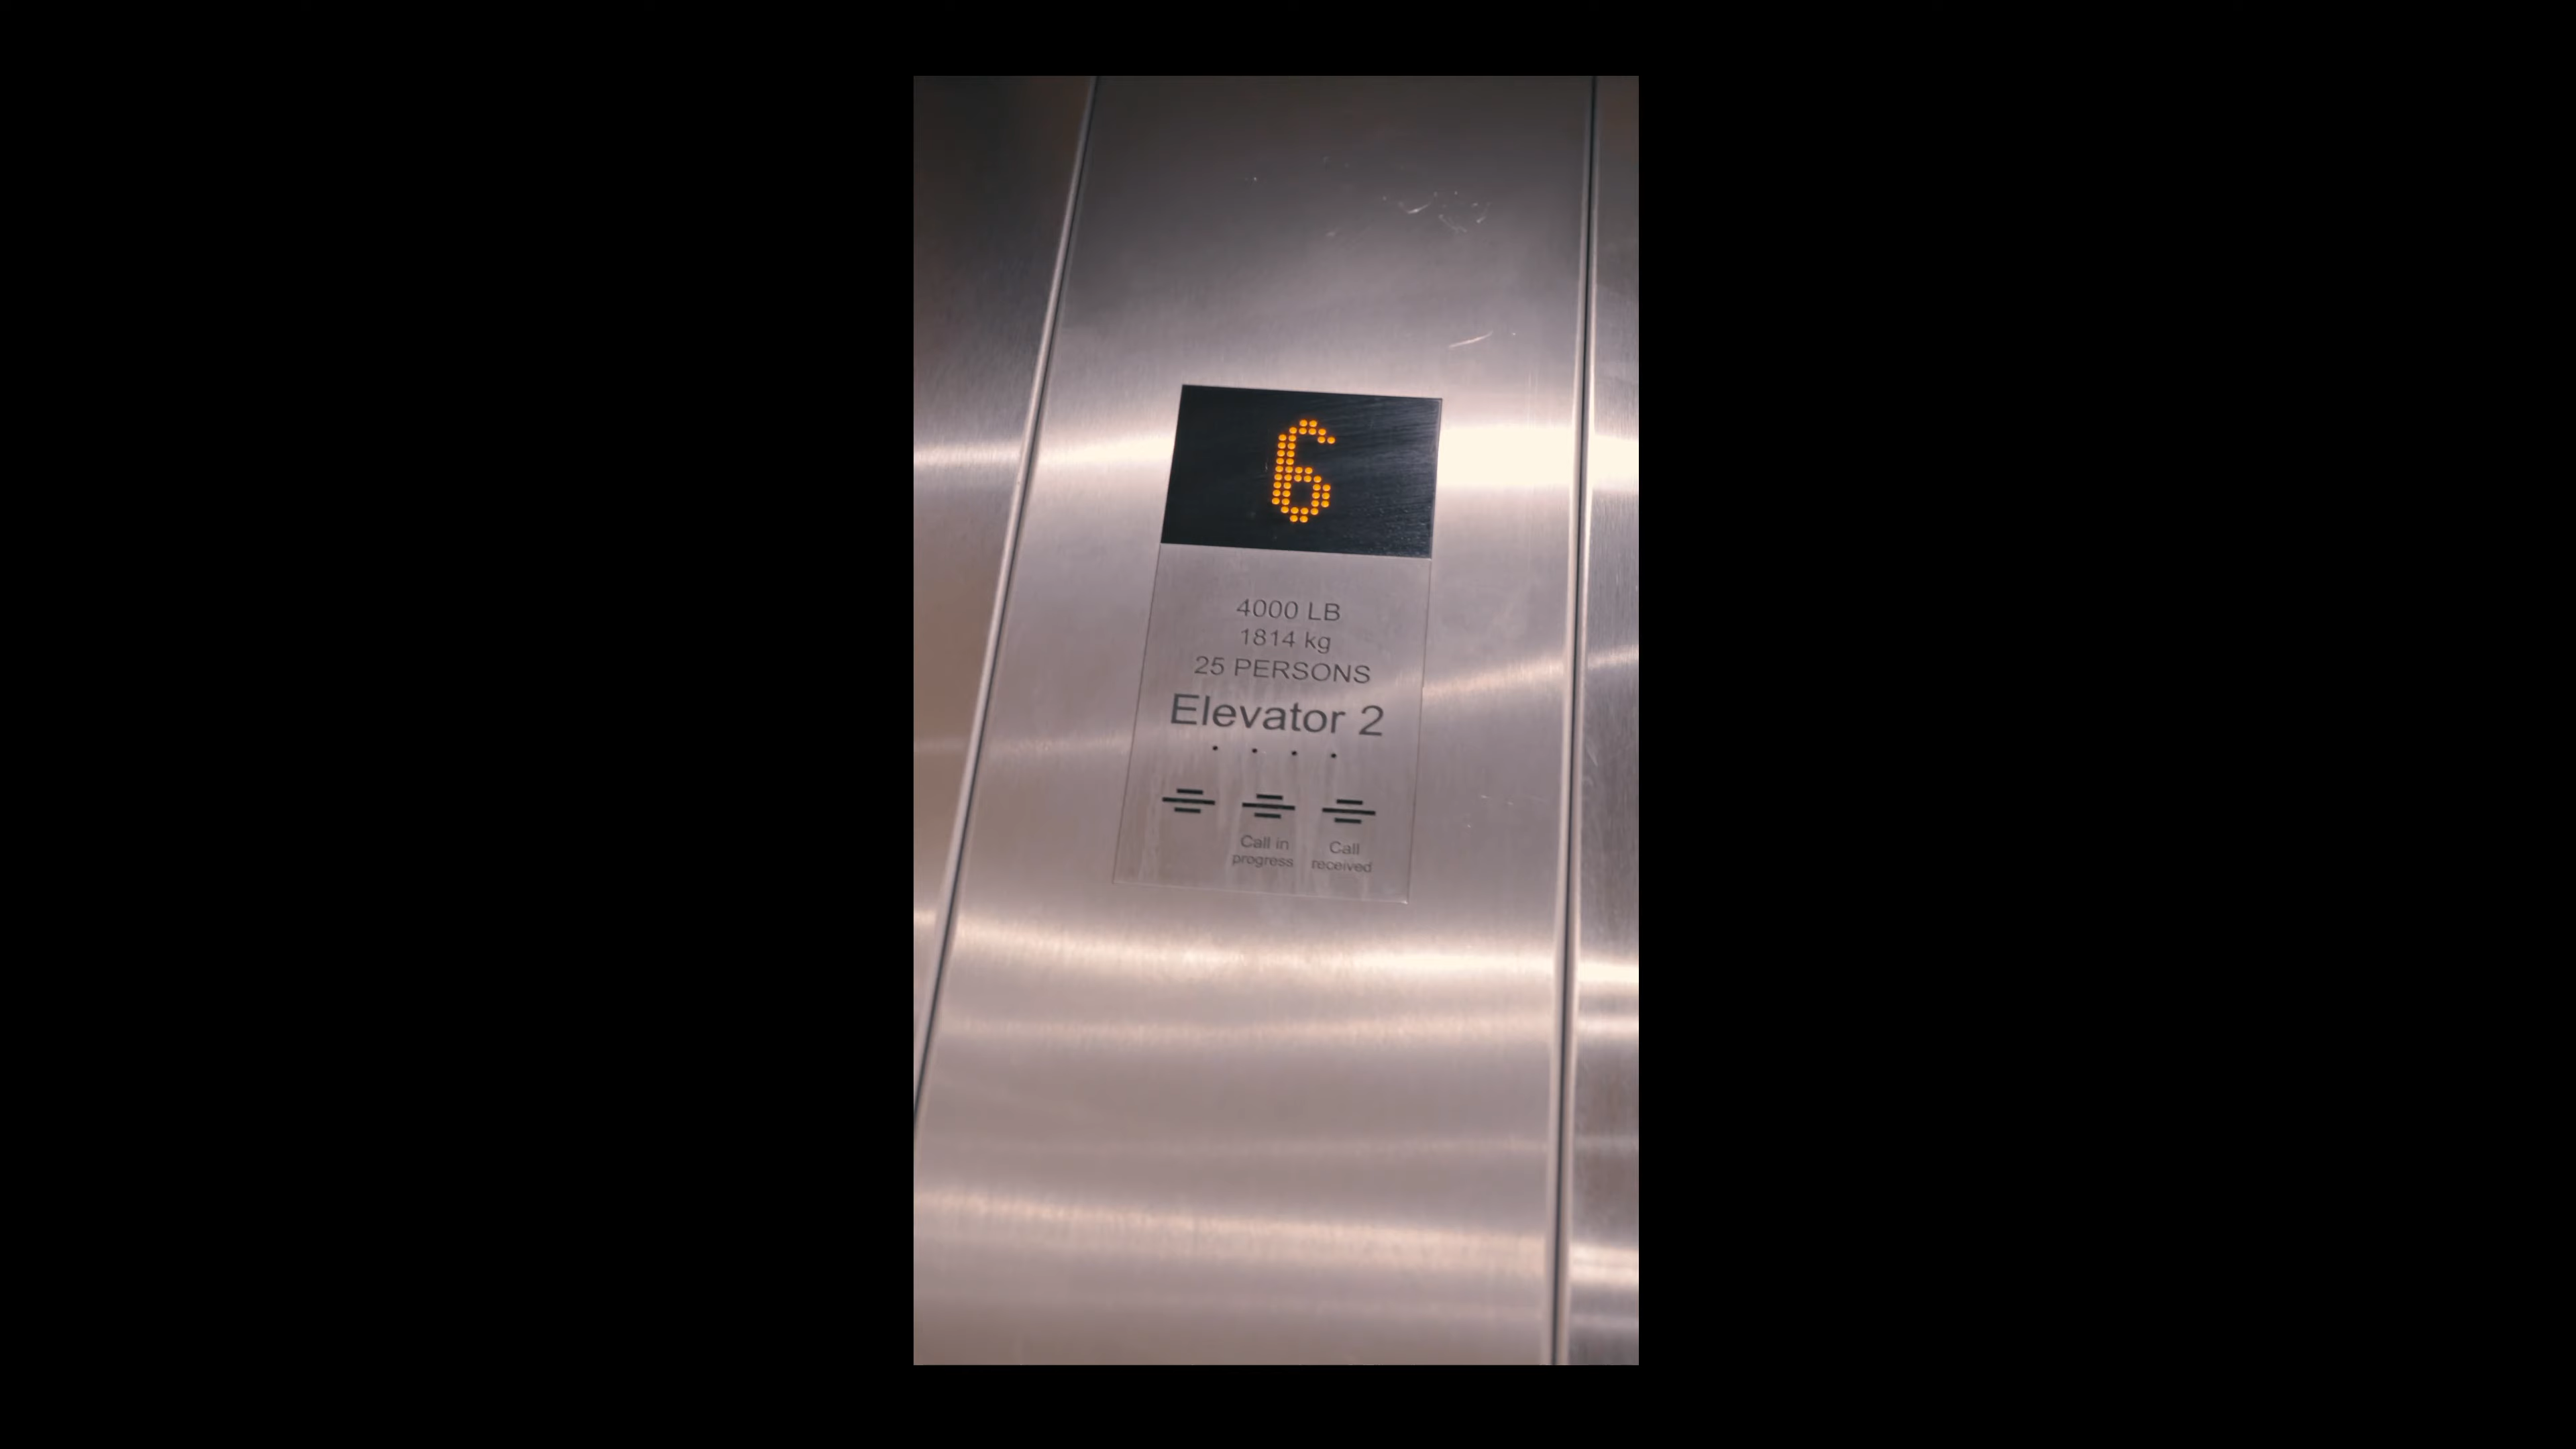 6
4000 LB
1814 kg
25 PERSONS
Elevator 2
Call in
progress
Call
received